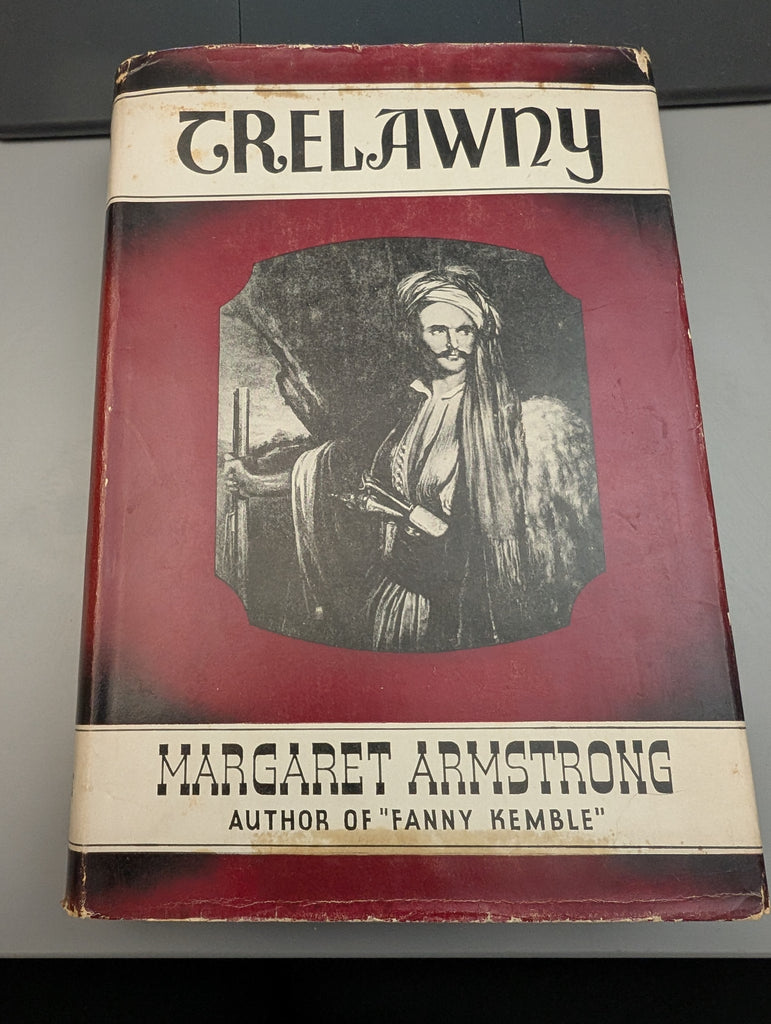 TRELAWNY
MARGARET ARMSTRONG
AUTHOR OF "FANNY KEMBLE"